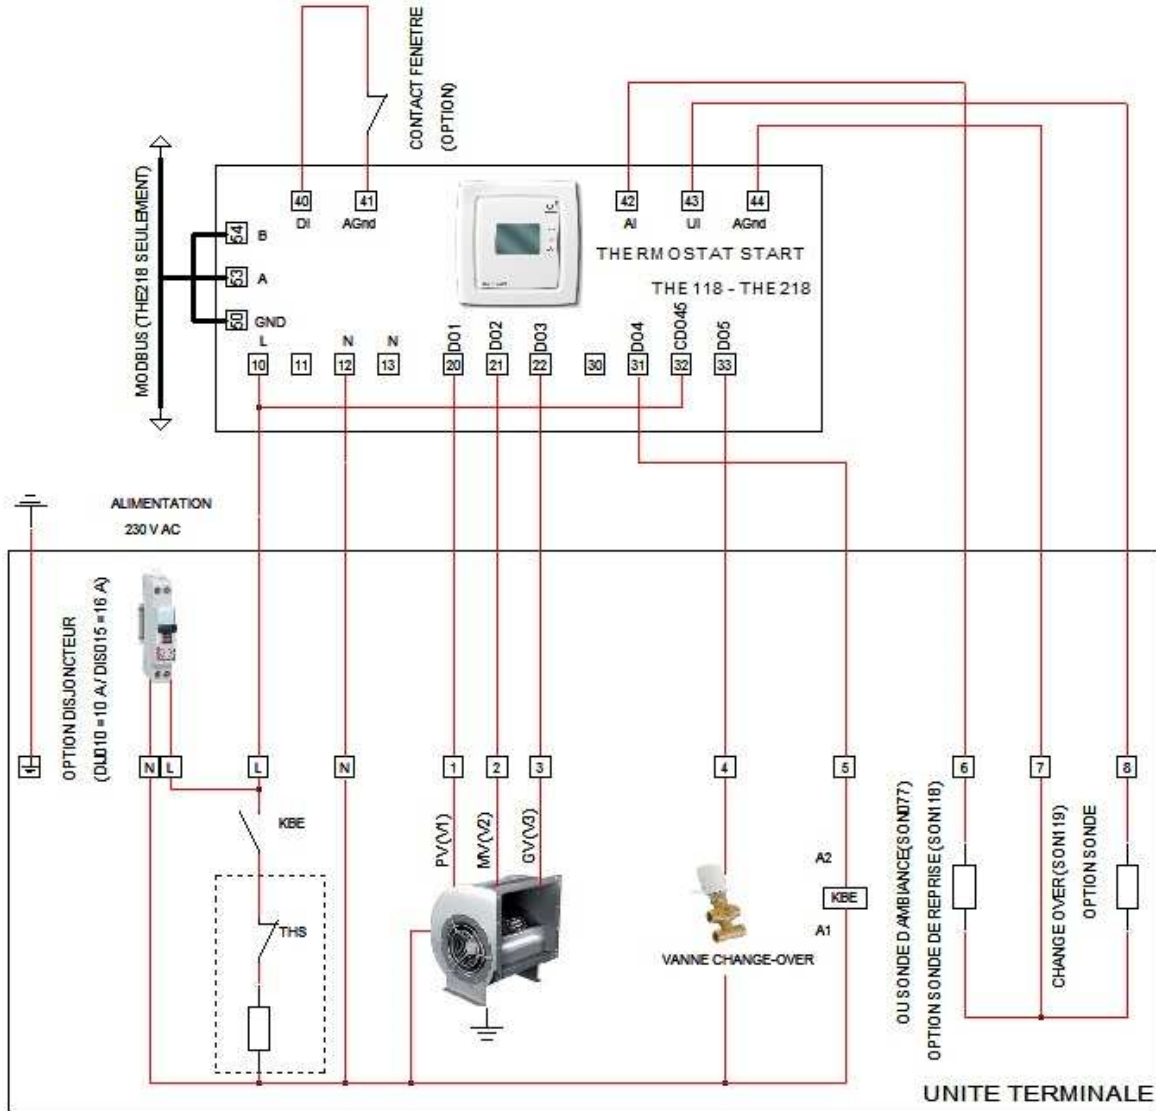 CONTACT FENETRE
(OPTION)
MODBUS (THE218 SEULEMENT)
40
41
42
43
44
DI
AGnd
AI
UI
AGnd
54
B
53
A
50
GND
THERMOSTAT START
THE 118 - THE 218
L
N
N
DO1
DO2
DO3
DO4
CDO45
DO5
10
11
12
13
20
21
22
30
31
32
33
ALIMENTATION
230 V AC
OPTION DISJONCTEUR
(DIJ010 =10 A / DIS015 =16 A)
N
L
L
N
1
2
3
4
5
6
7
8
KBE
THS
PV(V1)
MV(V2)
GV(V3)
VANNE CHANGE-OVER
A2
KBE
A1
OU SONDE D AMBIANCE(SON077)
OPTION SONDE DE REPRISE (SON118)
CHANGE OVER (SON119)
OPTION SONDE
UNITE TERMINALE